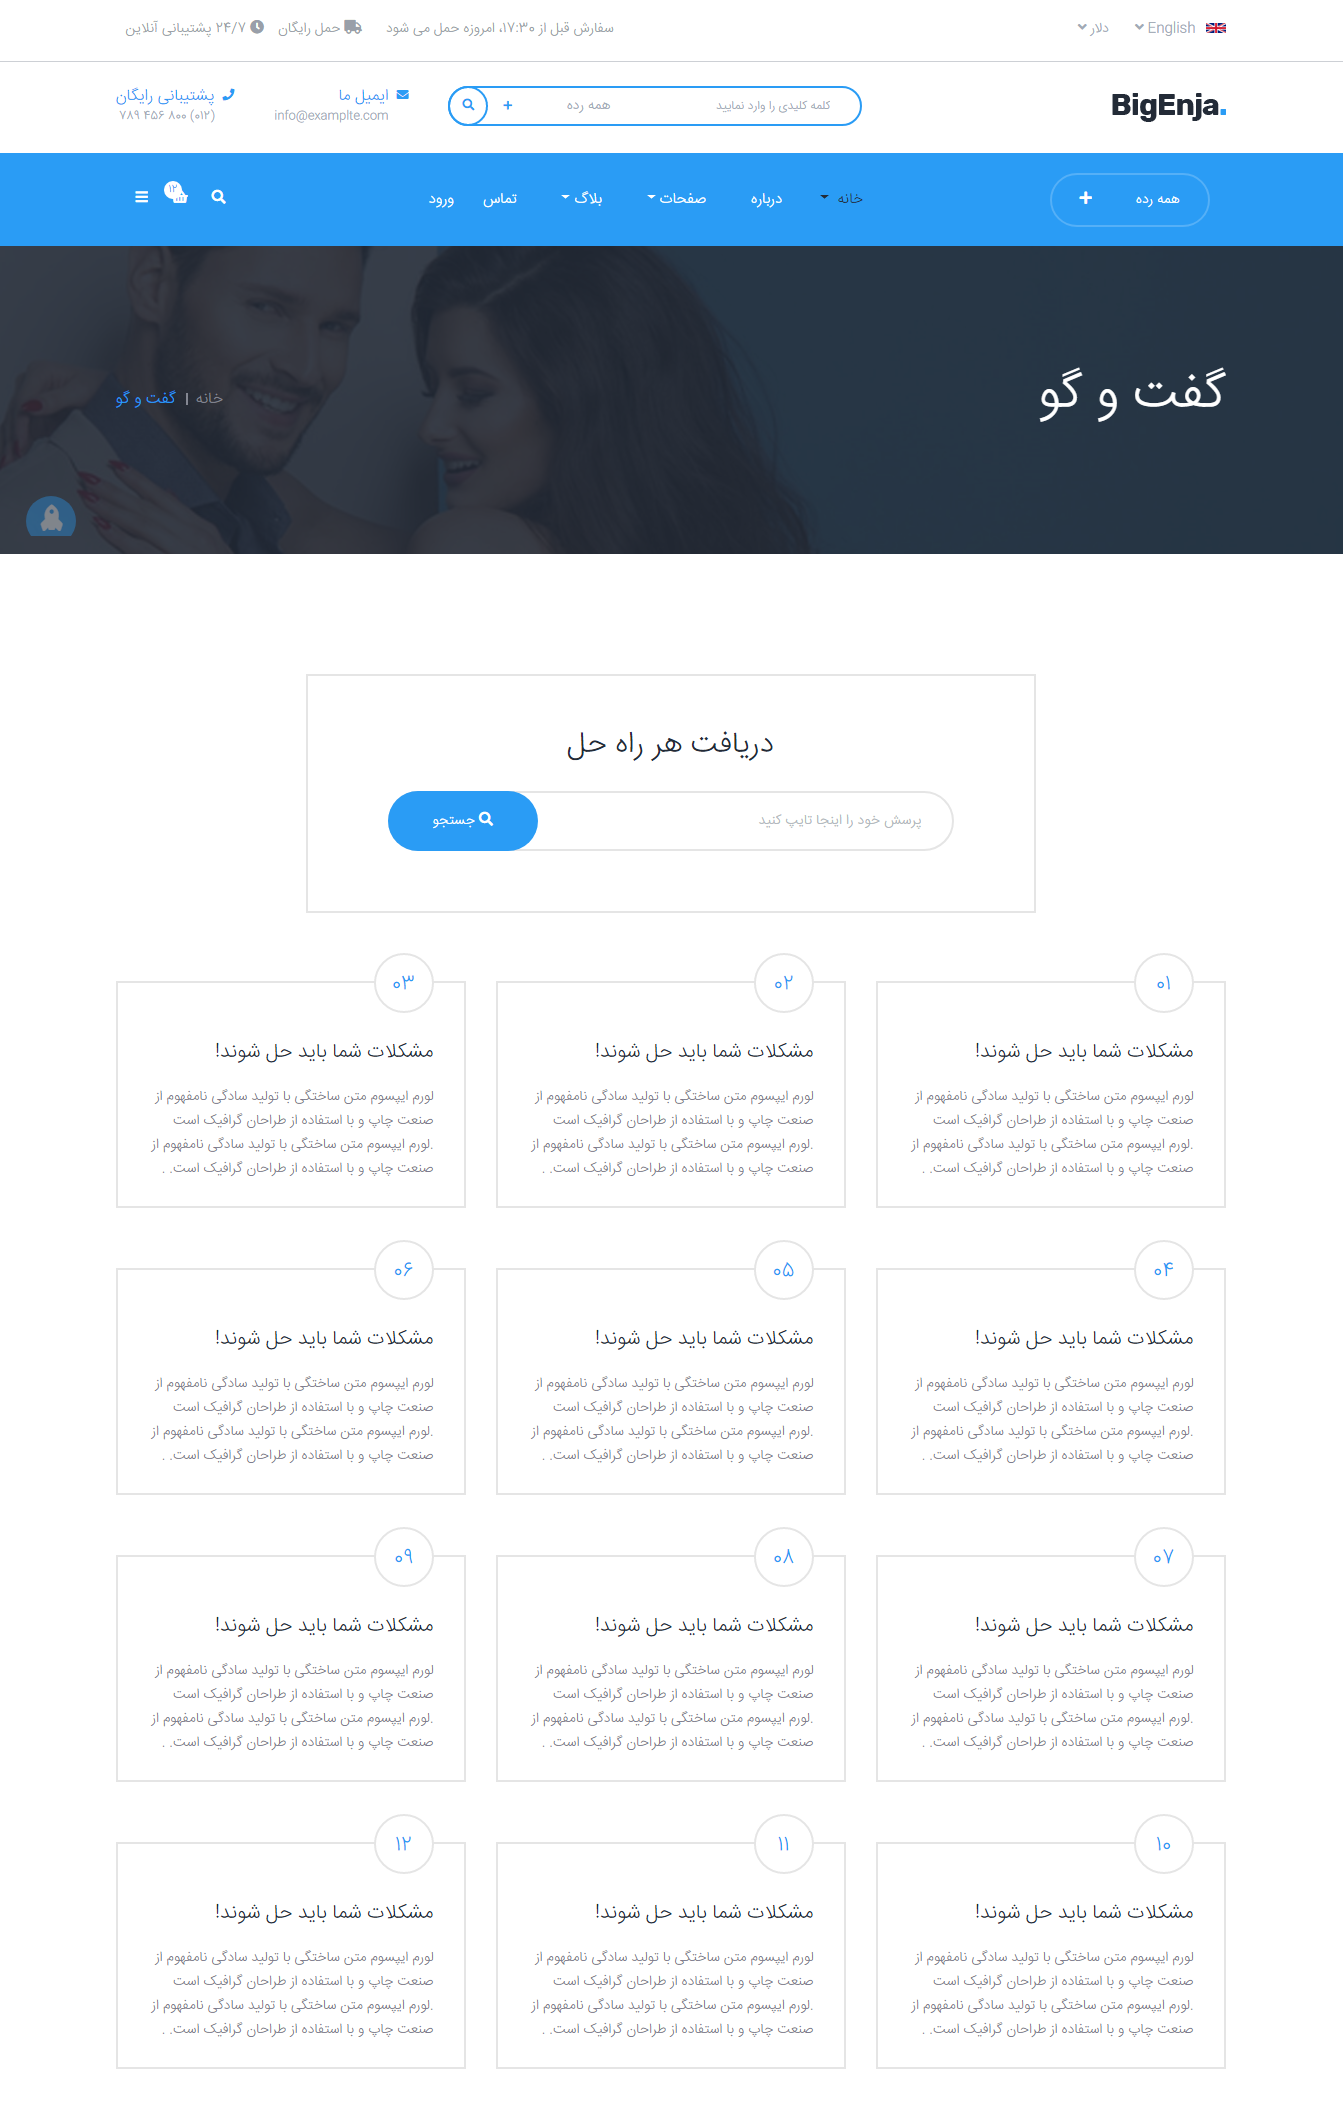 English
دلار
سفارش قبل از ۱۷:۳۰، امروزه حمل می شود
حمل رایگان
۲۴/۷ پشتیبانی آنلاین
BigEnja.
کلمه کلیدی را وارد نمایید
همه رده
ایمیل ما
info@examplte.com
پشتیبانی رایگان
(۰۱۲) ۸۰۰ ۴۵۶ ۷۸۹
همه رده
خانه
درباره
صفحات
بلاگ
تماس
ورود
۱۲
گفت و گو
خانه | گفت و گو
دریافت هر راه حل
پرسش خود را اینجا تایپ کنید
جستجو
۰۱
مشکلات شما باید حل شوند!
لورم ایپسوم متن ساختگی با تولید سادگی نامفهوم از
صنعت چاپ و با استفاده از طراحان گرافیک است
.لورم ایپسوم متن ساختگی با تولید سادگی نامفهوم از
صنعت چاپ و با استفاده از طراحان گرافیک است. .
۰۲
مشکلات شما باید حل شوند!
لورم ایپسوم متن ساختگی با تولید سادگی نامفهوم از
صنعت چاپ و با استفاده از طراحان گرافیک است
.لورم ایپسوم متن ساختگی با تولید سادگی نامفهوم از
صنعت چاپ و با استفاده از طراحان گرافیک است. .
۰۳
مشکلات شما باید حل شوند!
لورم ایپسوم متن ساختگی با تولید سادگی نامفهوم از
صنعت چاپ و با استفاده از طراحان گرافیک است
.لورم ایپسوم متن ساختگی با تولید سادگی نامفهوم از
صنعت چاپ و با استفاده از طراحان گرافیک است. .
۰۴
مشکلات شما باید حل شوند!
لورم ایپسوم متن ساختگی با تولید سادگی نامفهوم از
صنعت چاپ و با استفاده از طراحان گرافیک است
.لورم ایپسوم متن ساختگی با تولید سادگی نامفهوم از
صنعت چاپ و با استفاده از طراحان گرافیک است. .
۰۵
مشکلات شما باید حل شوند!
لورم ایپسوم متن ساختگی با تولید سادگی نامفهوم از
صنعت چاپ و با استفاده از طراحان گرافیک است
.لورم ایپسوم متن ساختگی با تولید سادگی نامفهوم از
صنعت چاپ و با استفاده از طراحان گرافیک است. .
۰۶
مشکلات شما باید حل شوند!
لورم ایپسوم متن ساختگی با تولید سادگی نامفهوم از
صنعت چاپ و با استفاده از طراحان گرافیک است
.لورم ایپسوم متن ساختگی با تولید سادگی نامفهوم از
صنعت چاپ و با استفاده از طراحان گرافیک است. .
۰۷
مشکلات شما باید حل شوند!
لورم ایپسوم متن ساختگی با تولید سادگی نامفهوم از
صنعت چاپ و با استفاده از طراحان گرافیک است
.لورم ایپسوم متن ساختگی با تولید سادگی نامفهوم از
صنعت چاپ و با استفاده از طراحان گرافیک است. .
۰۸
مشکلات شما باید حل شوند!
لورم ایپسوم متن ساختگی با تولید سادگی نامفهوم از
صنعت چاپ و با استفاده از طراحان گرافیک است
.لورم ایپسوم متن ساختگی با تولید سادگی نامفهوم از
صنعت چاپ و با استفاده از طراحان گرافیک است. .
۰۹
مشکلات شما باید حل شوند!
لورم ایپسوم متن ساختگی با تولید سادگی نامفهوم از
صنعت چاپ و با استفاده از طراحان گرافیک است
.لورم ایپسوم متن ساختگی با تولید سادگی نامفهوم از
صنعت چاپ و با استفاده از طراحان گرافیک است. .
۱۰
مشکلات شما باید حل شوند!
لورم ایپسوم متن ساختگی با تولید سادگی نامفهوم از
صنعت چاپ و با استفاده از طراحان گرافیک است
.لورم ایپسوم متن ساختگی با تولید سادگی نامفهوم از
صنعت چاپ و با استفاده از طراحان گرافیک است. .
۱۱
مشکلات شما باید حل شوند!
لورم ایپسوم متن ساختگی با تولید سادگی نامفهوم از
صنعت چاپ و با استفاده از طراحان گرافیک است
.لورم ایپسوم متن ساختگی با تولید سادگی نامفهوم از
صنعت چاپ و با استفاده از طراحان گرافیک است. .
۱۲
مشکلات شما باید حل شوند!
لورم ایپسوم متن ساختگی با تولید سادگی نامفهوم از
صنعت چاپ و با استفاده از طراحان گرافیک است
.لورم ایپسوم متن ساختگی با تولید سادگی نامفهوم از
صنعت چاپ و با استفاده از طراحان گرافیک است. .